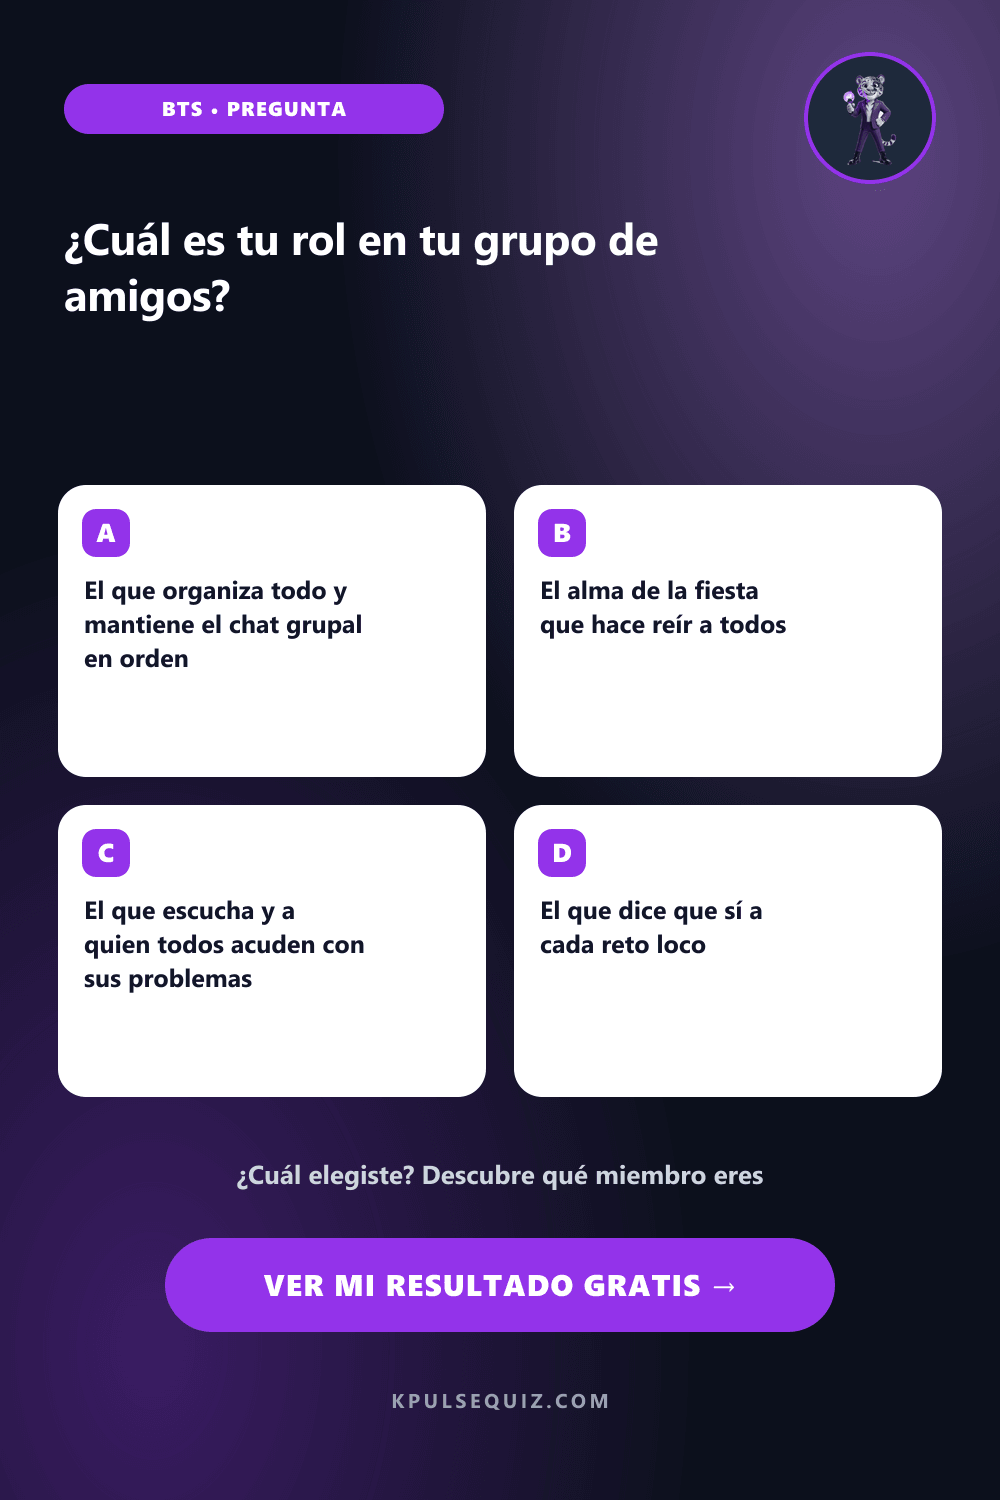 BTS • PREGUNTA
¿Cuál es tu rol en tu grupo de
amigos?
A
El que organiza todo y
mantiene el chat grupal
en orden
B
El alma de la fiesta
que hace reír a todos
C
El que escucha y a
quien todos acuden con
sus problemas
D
El que dice que sí a
cada reto loco
¿Cuál elegiste? Descubre qué miembro eres
VER MI RESULTADO GRATIS →
KPULSEQUIZ.COM